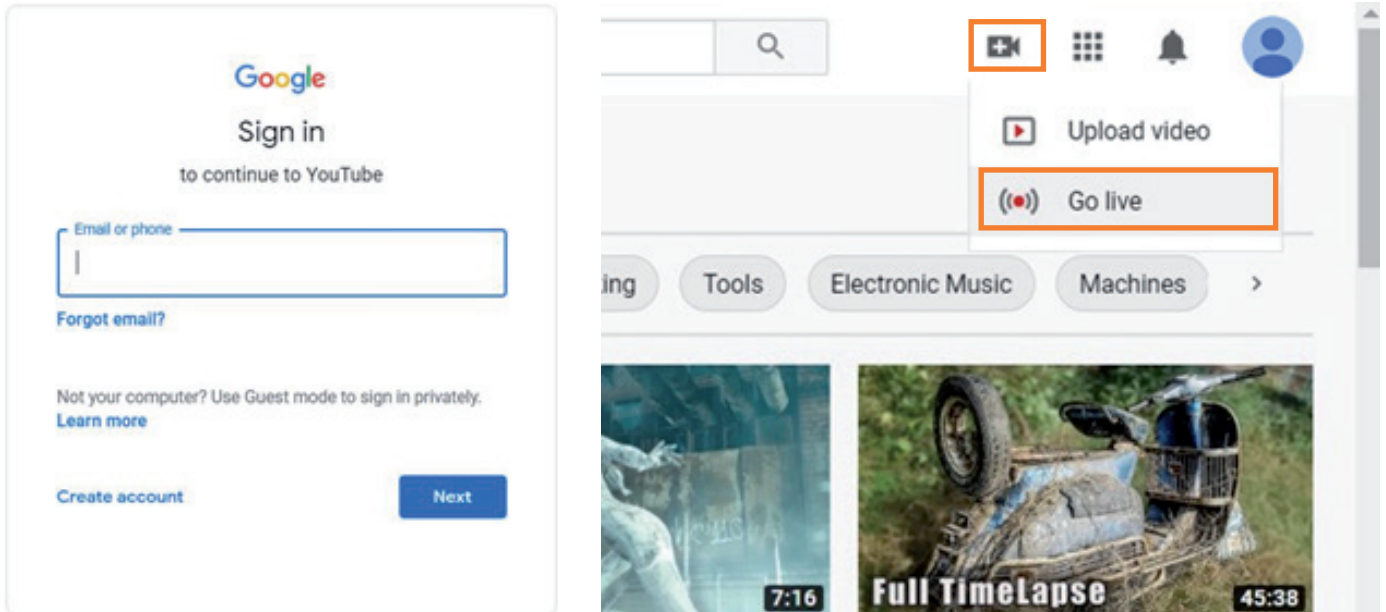 Google
Sign in
to continue to YouTube
Email or phone
Forgot email?
Not your computer? Use Guest mode to sign in privately.
Learn more
Create account
Next
Upload video
Go live
ing
Tools
Electronic Music
Machines
7:16
Full TimeLapse
45:38